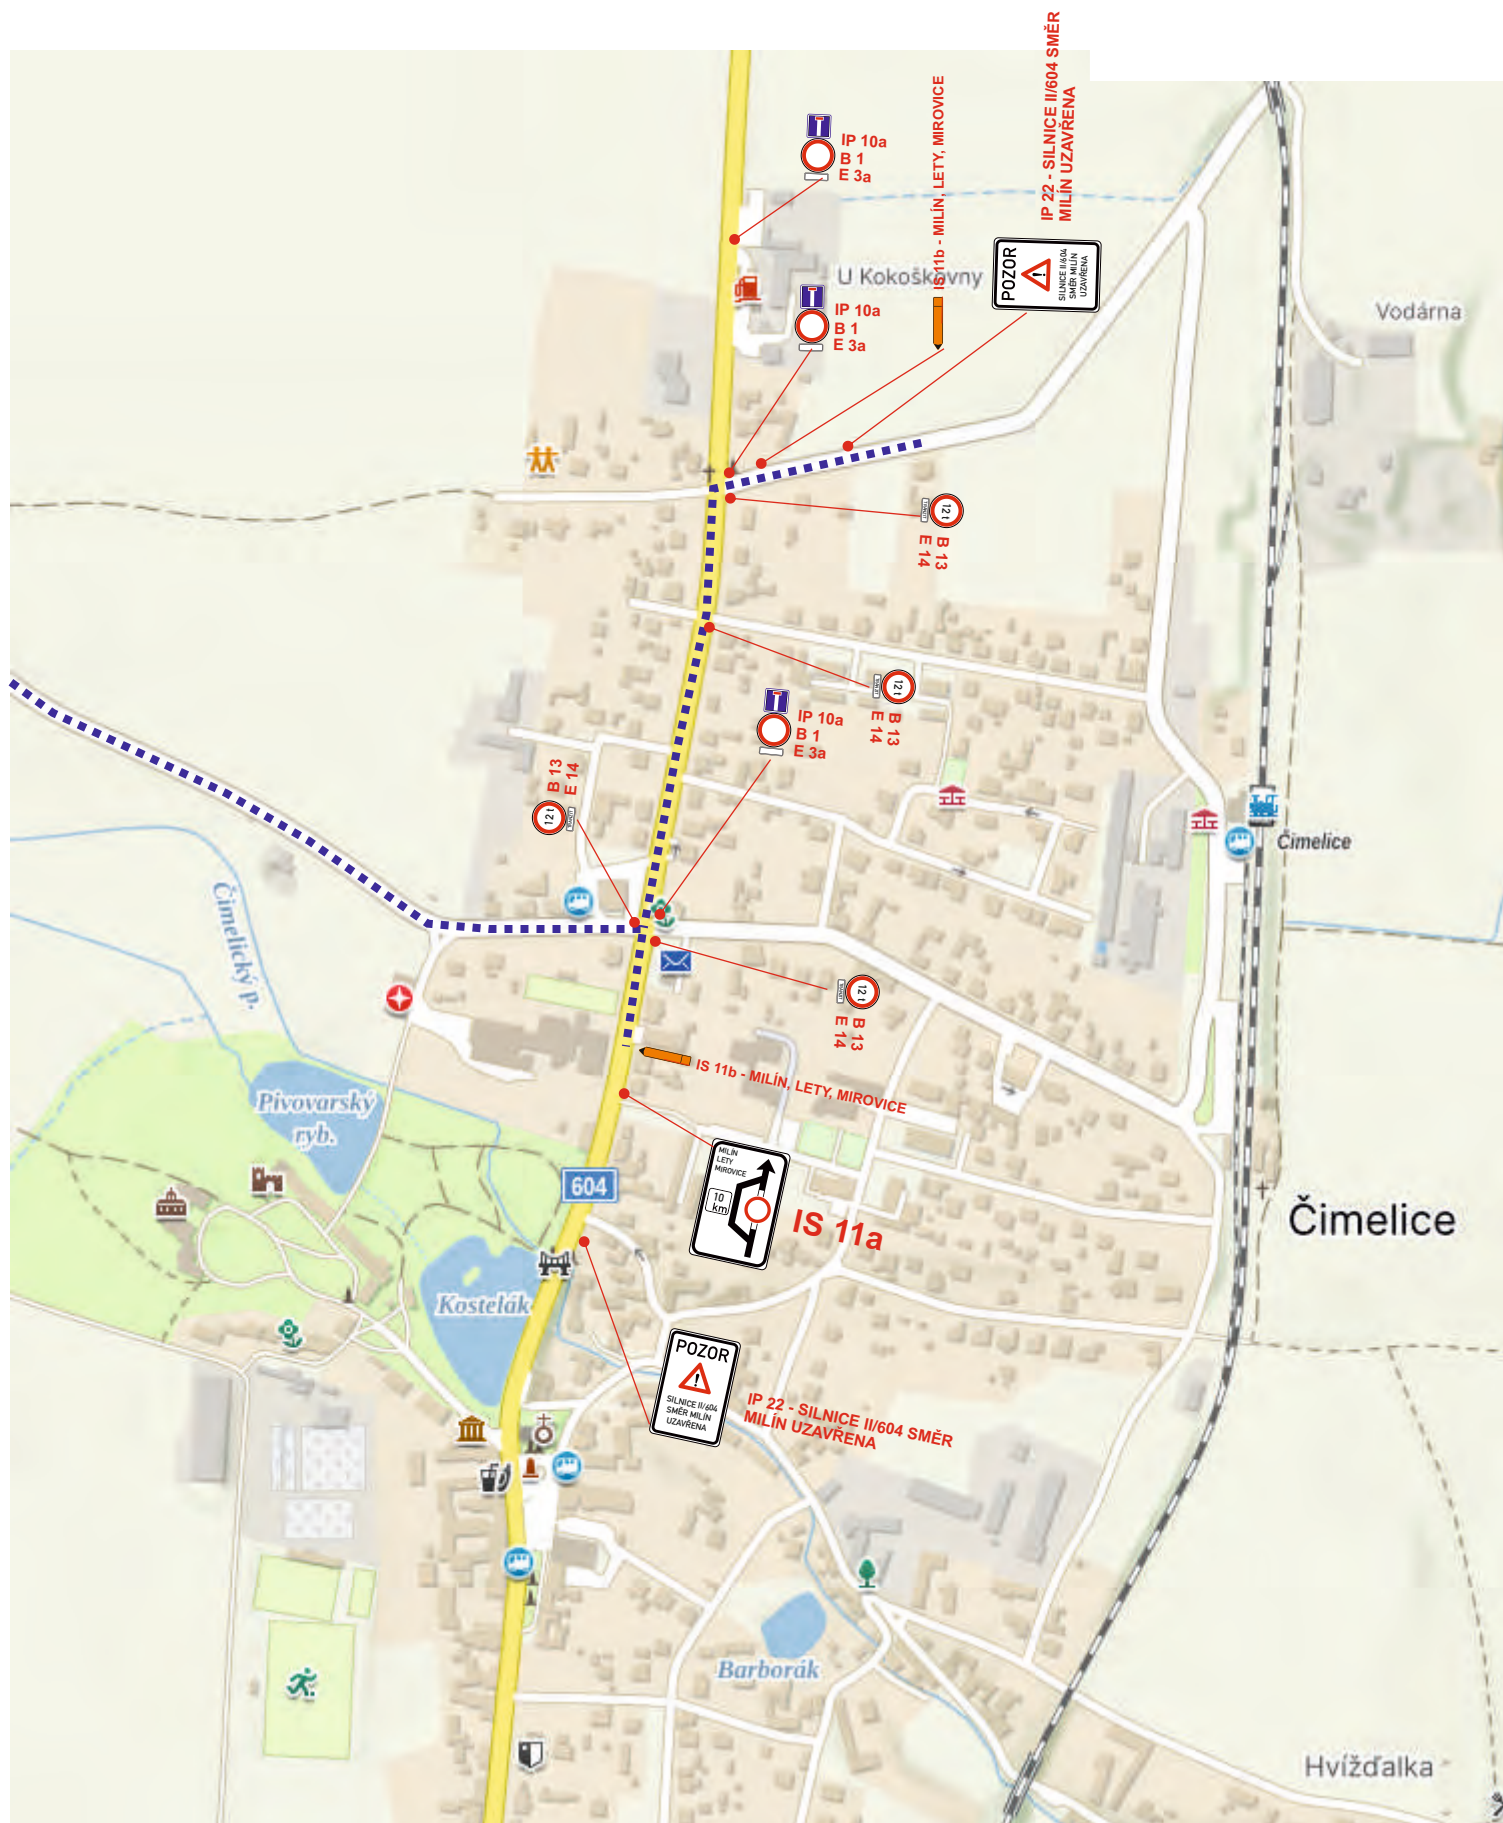 IP 22 - SILNICE II/604 SMĚR
MILÍN UZAVŘENA
IS 11b - MILÍN, LETY, MIROVICE
IP 10a
B 1
E 3a
POZOR
SILNICE II/604
SMĚR MILÍN
UZAVŘENA
U Kokoškovny
Vodárna
IP 10a
B 1
E 3a
12 t
B 13
E 14
12 t
B 13
E 14
IP 10a
B 1
E 3a
B 13
E 14
12 t
Čimelice
Čimelický p.
12 t
B 13
E 14
IS 11b - MILÍN, LETY, MIROVICE
Pivovarský
ryb.
MILÍN
LETY
MIROVICE
10
km
604
IS 11a
Čimelice
Kostelák
POZOR
SILNICE II/604
SMĚR MILÍN
UZAVŘENA
IP 22 - SILNICE II/604 SMĚR
MILÍN UZAVŘENA
Barborák
Hvížďalka